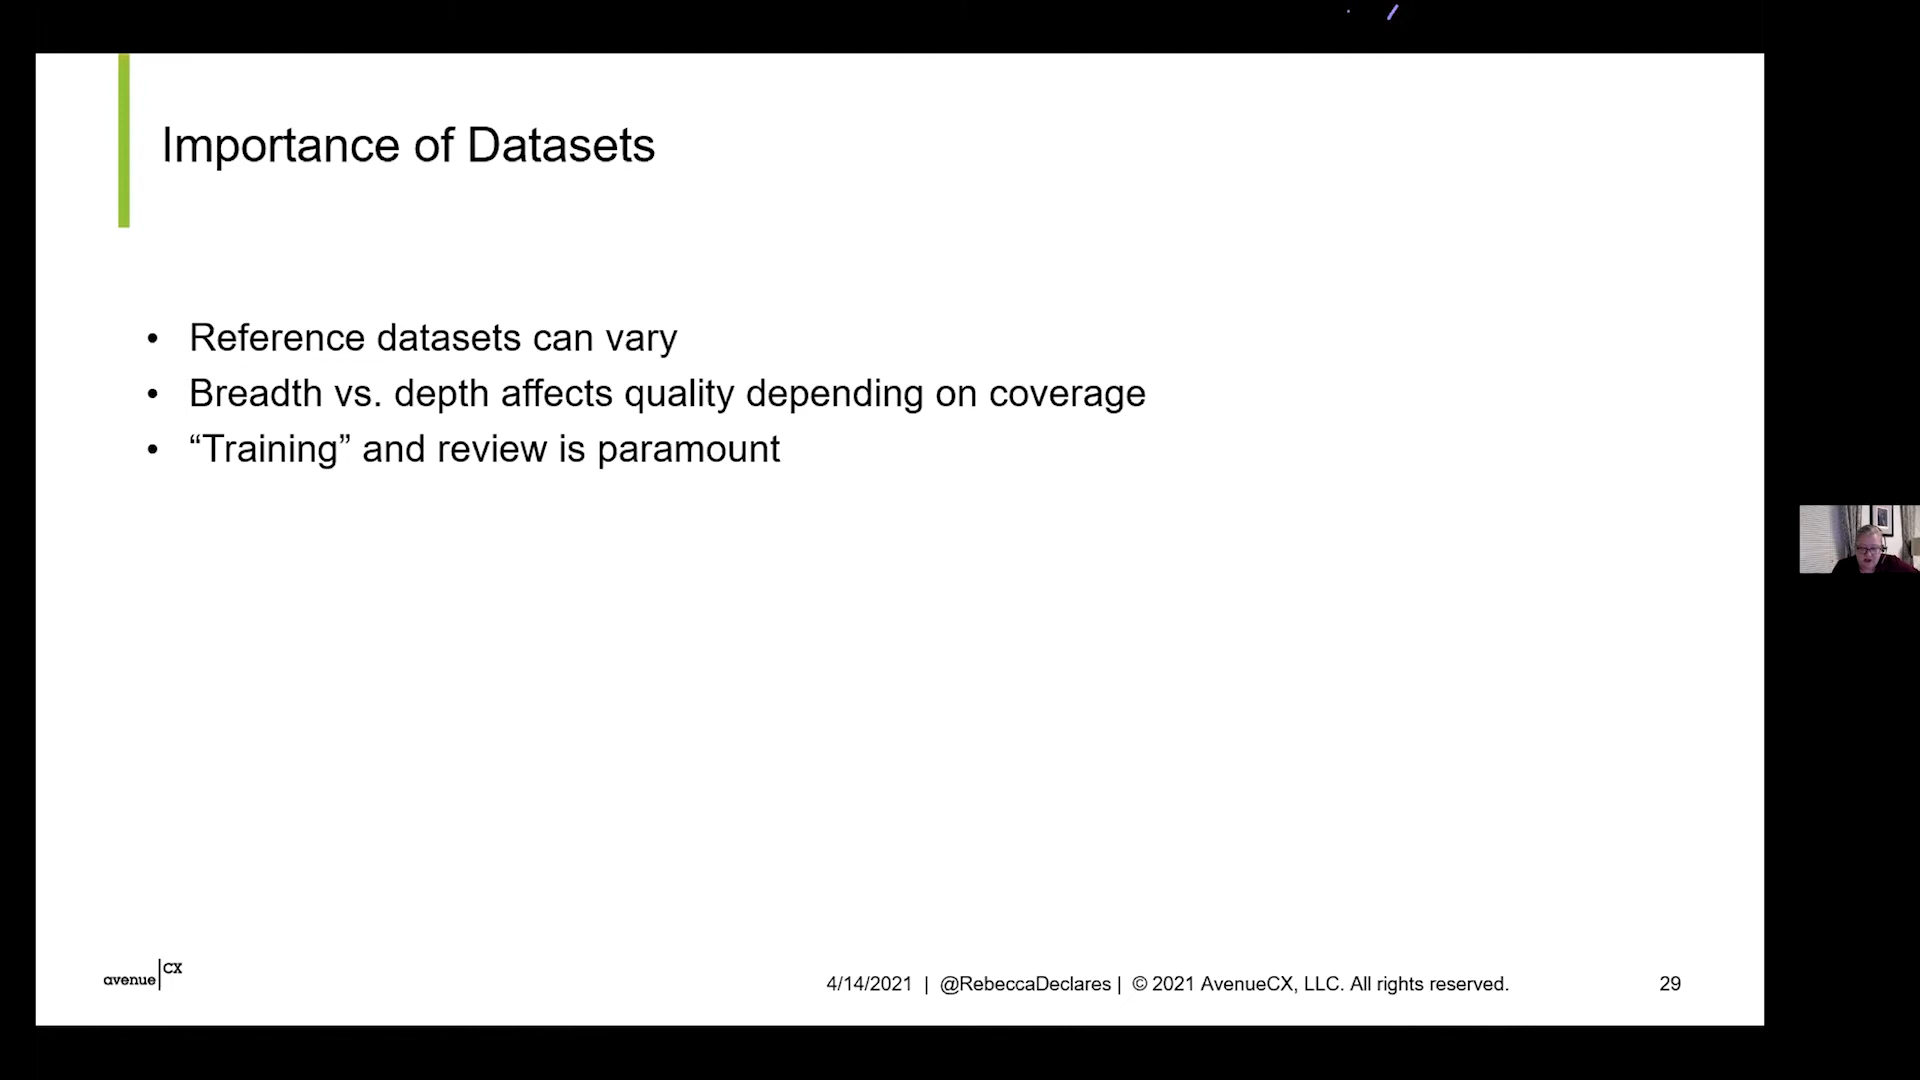 Importance of Datasets
• Reference datasets can vary
• Breadth vs. depth affects quality depending on coverage
• “Training” and review is paramount
avenue|CX
4/14/2021 | @RebeccaDeclares | © 2021 AvenueCX, LLC. All rights reserved.
29